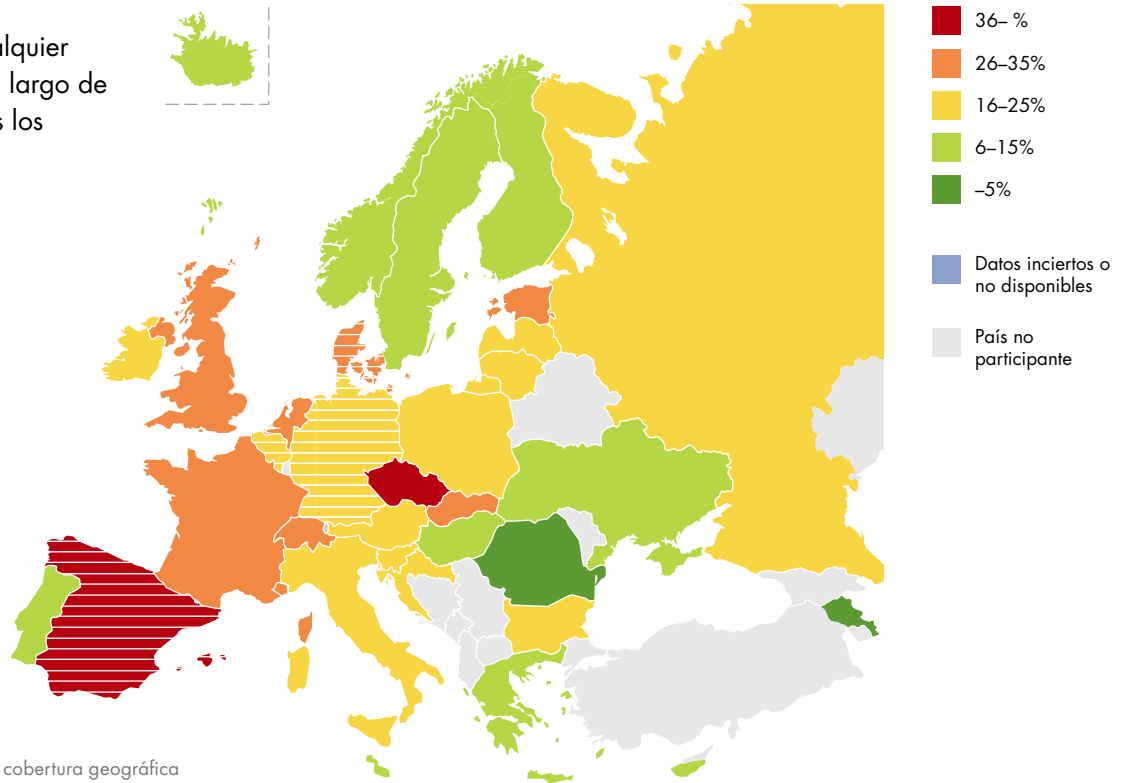 alquier
largo de
s los
36– %
26–35%
16–25%
6–15%
–5%
Datos inciertos o
no disponibles
País no
participante
cobertura geográfica